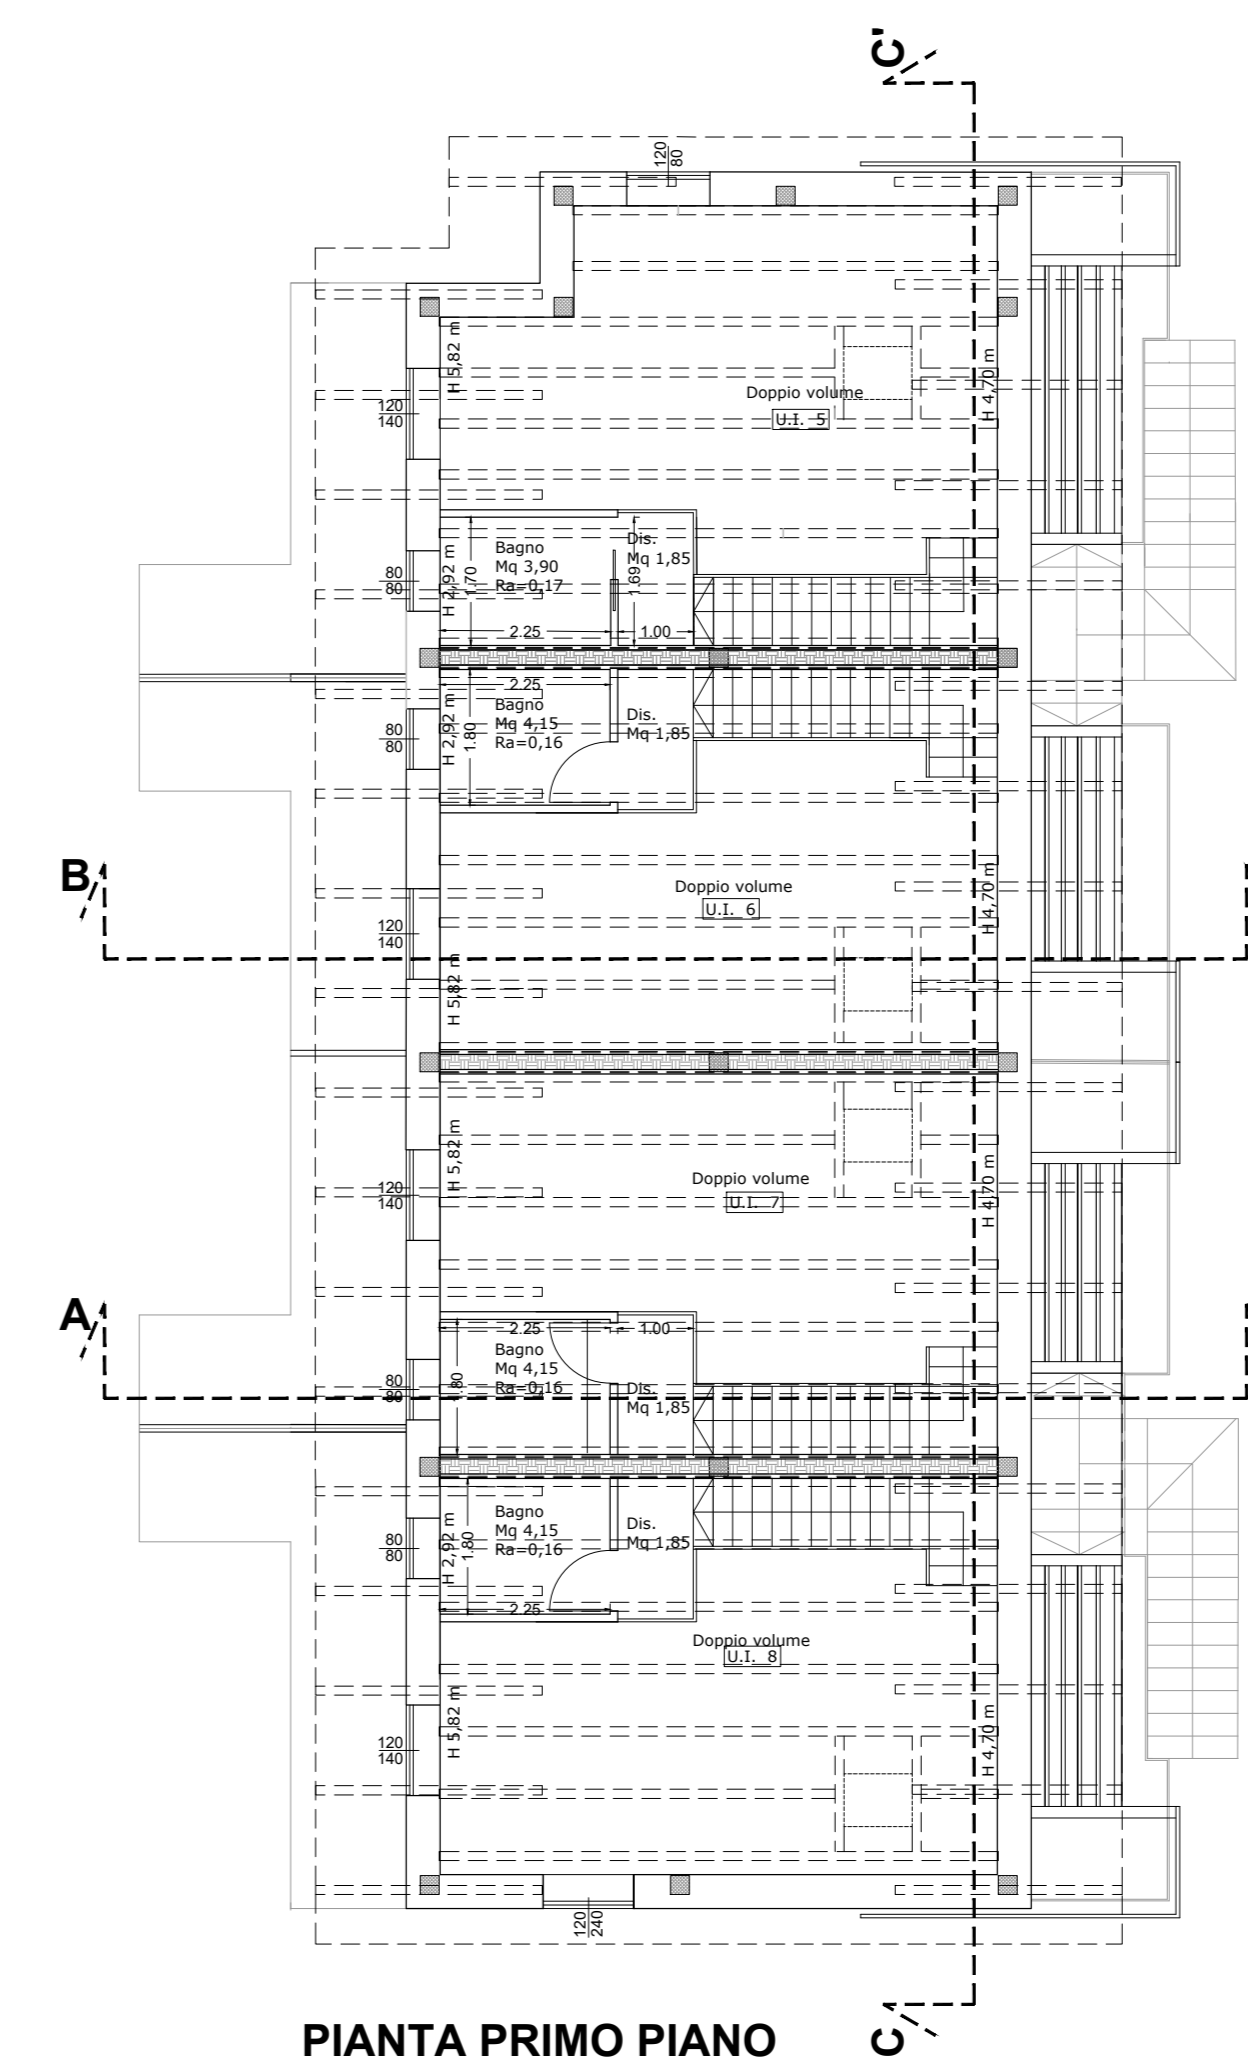 C'
120
80
H 5,82 m
H 4,70 m
Doppio volume
U.I. 5
120
140
Bagno
Mq 3,90
Ra=0,17
Dis.
Mq 1,85
H 2,92 m
1.70
1.69
80
80
2.25
1.00
2.25
Bagno
Mq 4,15
Ra=0,16
Dis.
Mq 1,85
H 2,92 m
1.80
80
80
B
Doppio volume
U.I. 6
H 4,70 m
120
140
H 5,82 m
H 5,82 m
Doppio volume
U.I. 7
H 4,70 m
120
140
A
2.25
1.00
Bagno
Mq 4,15
Ra=0,16
Dis.
Mq 1,85
1.80
80
80
Bagno
Mq 4,15
Ra=0,16
Dis.
Mq 1,85
H 2,92 m
1.80
80
80
2.25
Doppio volume
U.I. 8
H 5,82 m
H 4,70 m
120
140
120
240
C
PIANTA PRIMO PIANO